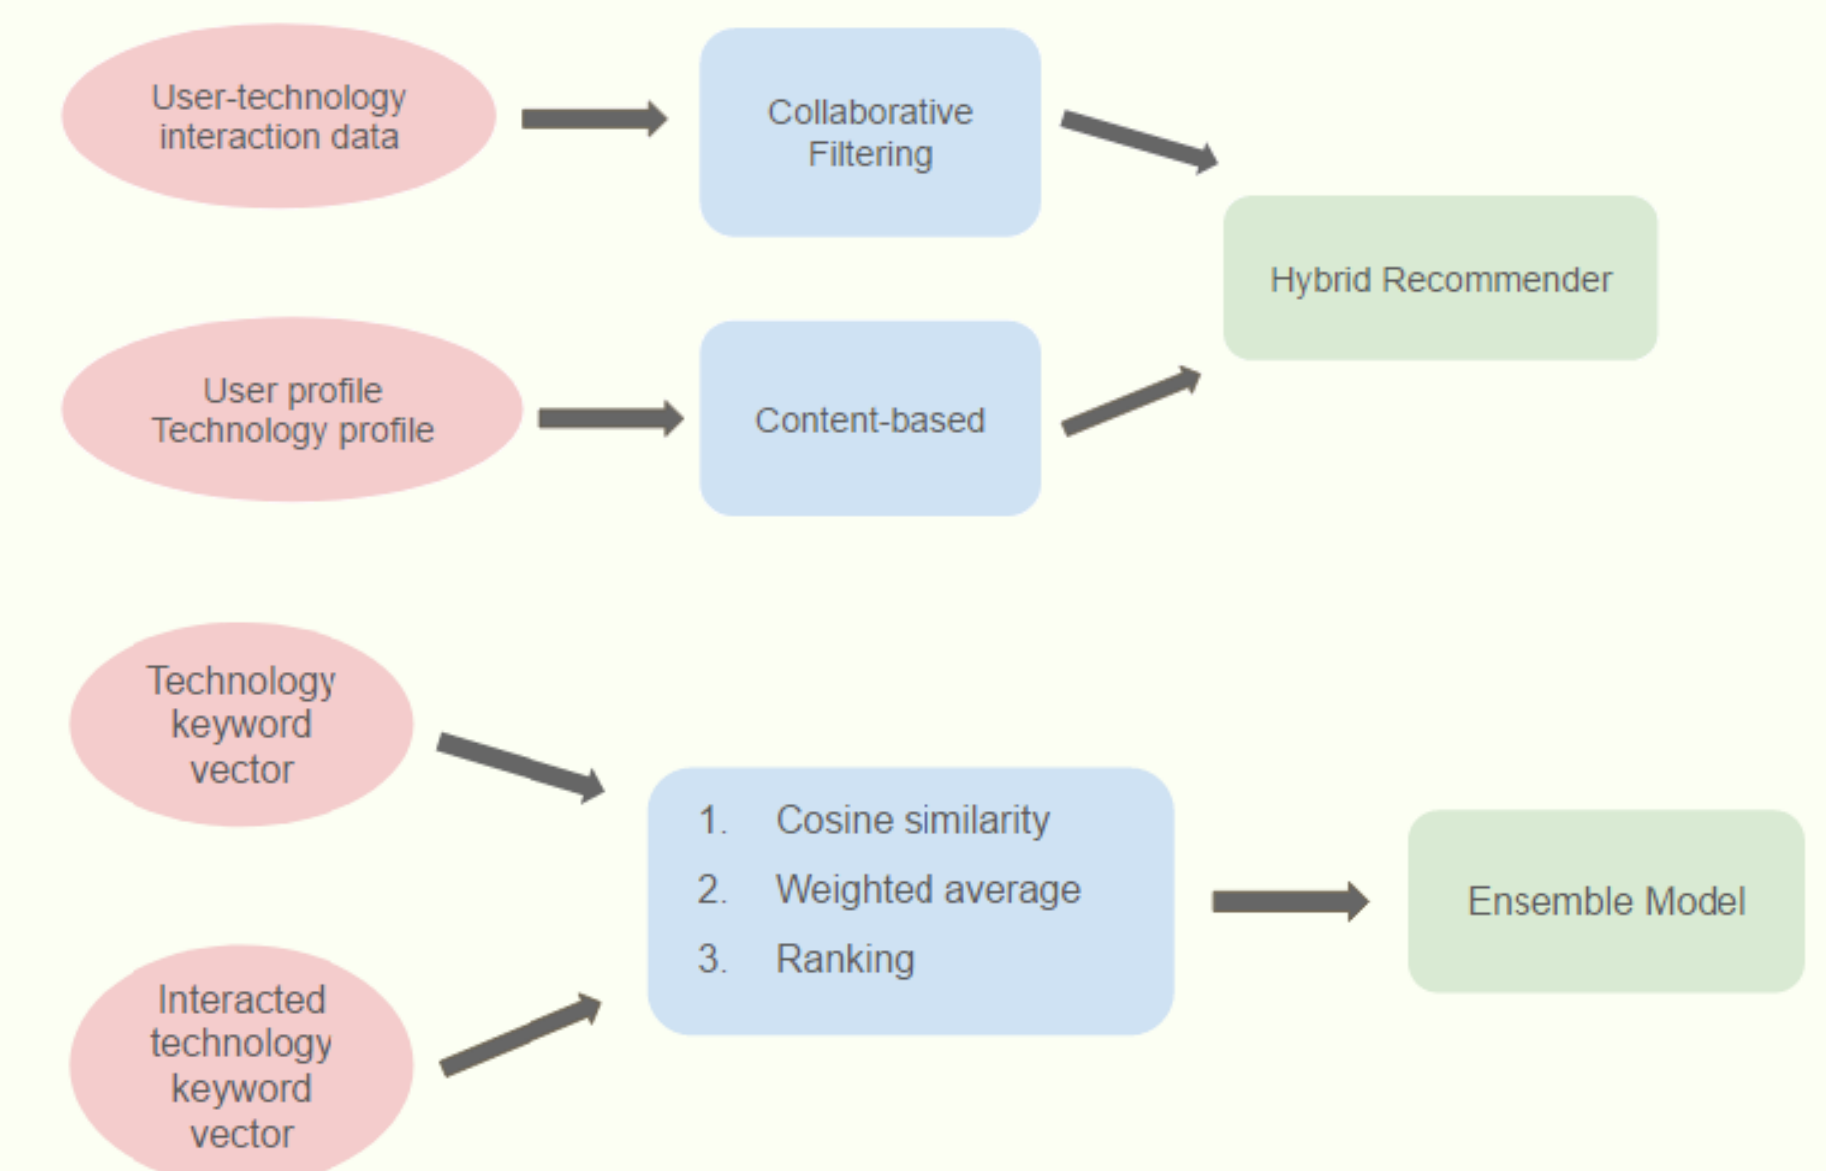 User-technology
interaction data
Collaborative
Filtering
Hybrid Recommender
User profile
Technology profile
Content-based
Technology
keyword
vector
1. Cosine similarity
2. Weighted average
3. Ranking
Ensemble Model
Interacted
technology
keyword
vector